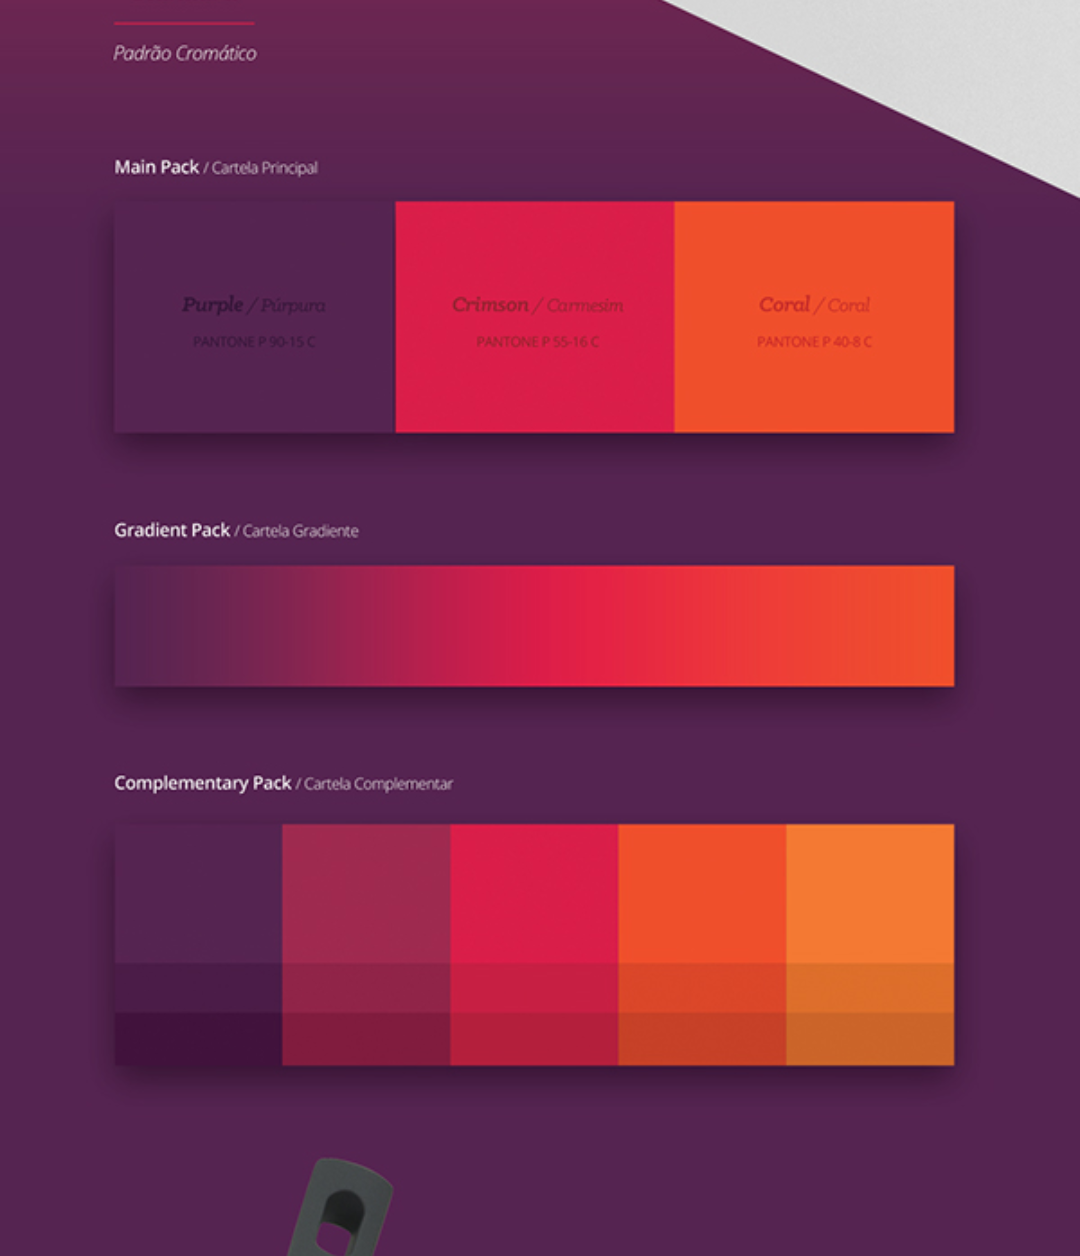 Padrão Cromático
Main Pack / Cartela Principal
Purple / Púrpura
PANTONE P 90-15 C
Crimson / Carmesim
PANTONE P 55-16 C
Coral / Coral
PANTONE P 40-8 C
Gradient Pack / Cartela Gradiente
Complementary Pack / Cartela Complementar